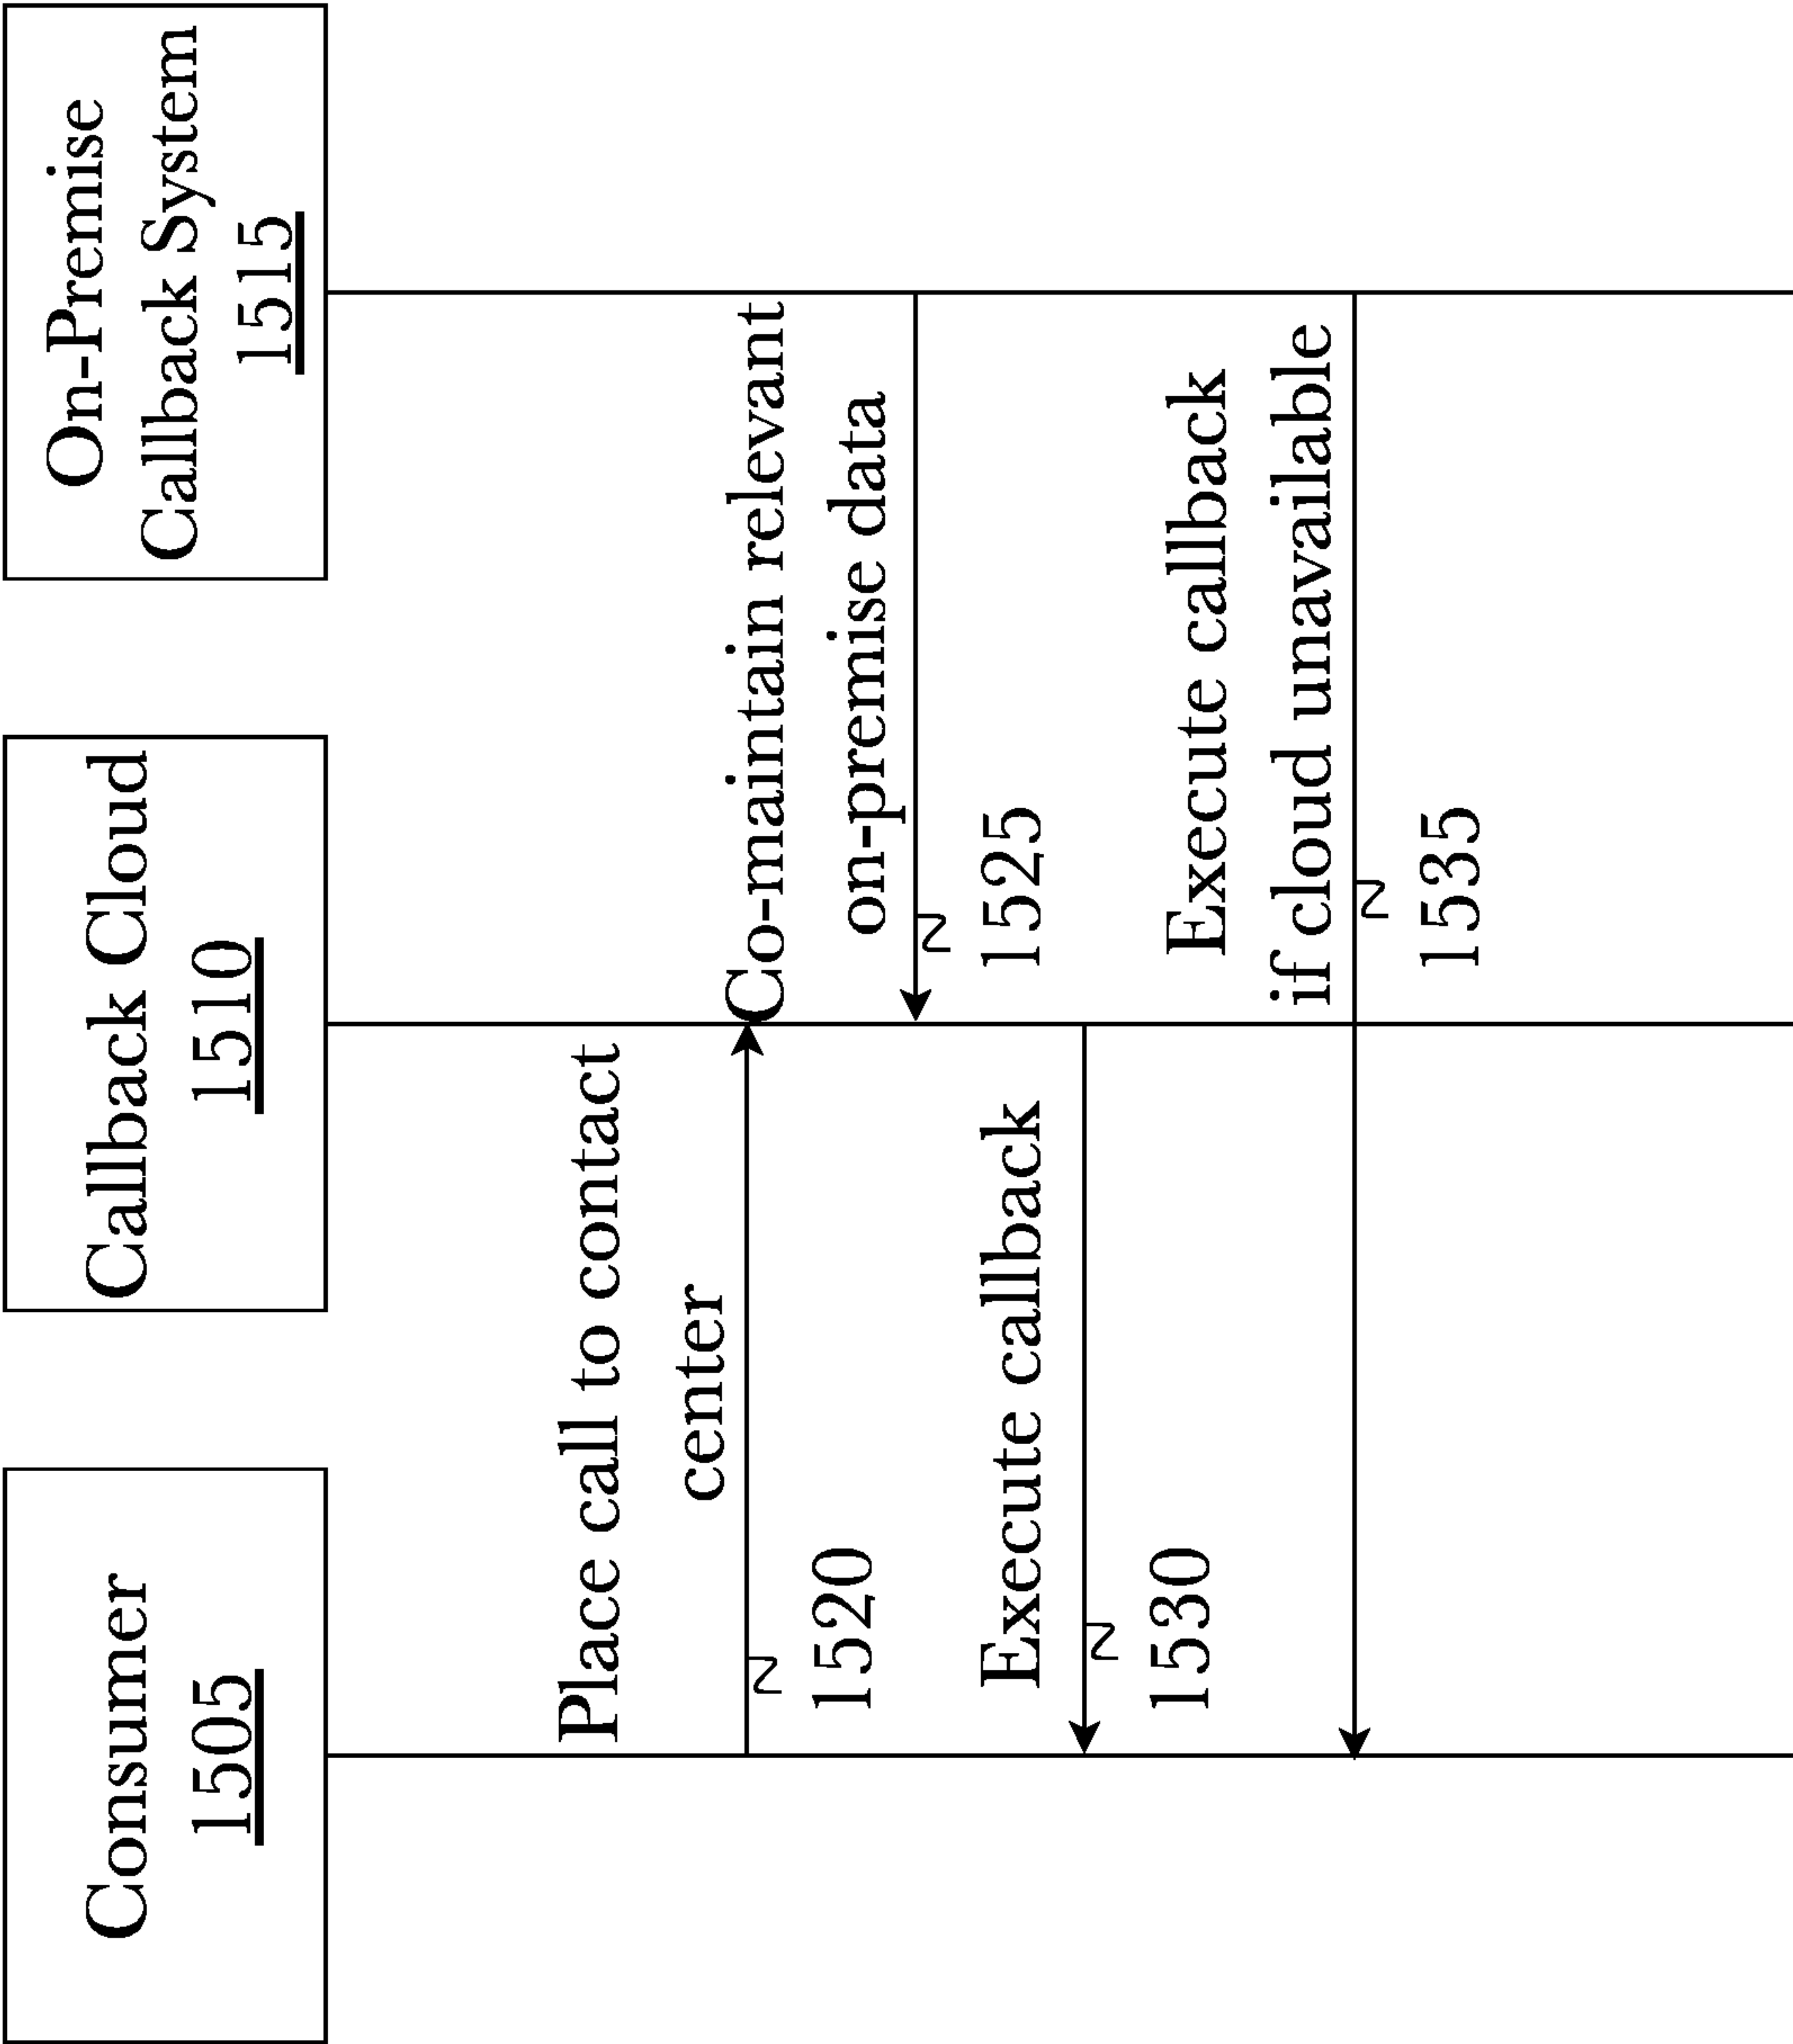 Consumer
1505
Callback Cloud
1510
On-Premise
Callback System
1515
Place call to contact
center
1520
Co-maintain relevant
on-premise data
1525
Execute callback
1530
Execute callback
if cloud unavailable
1535